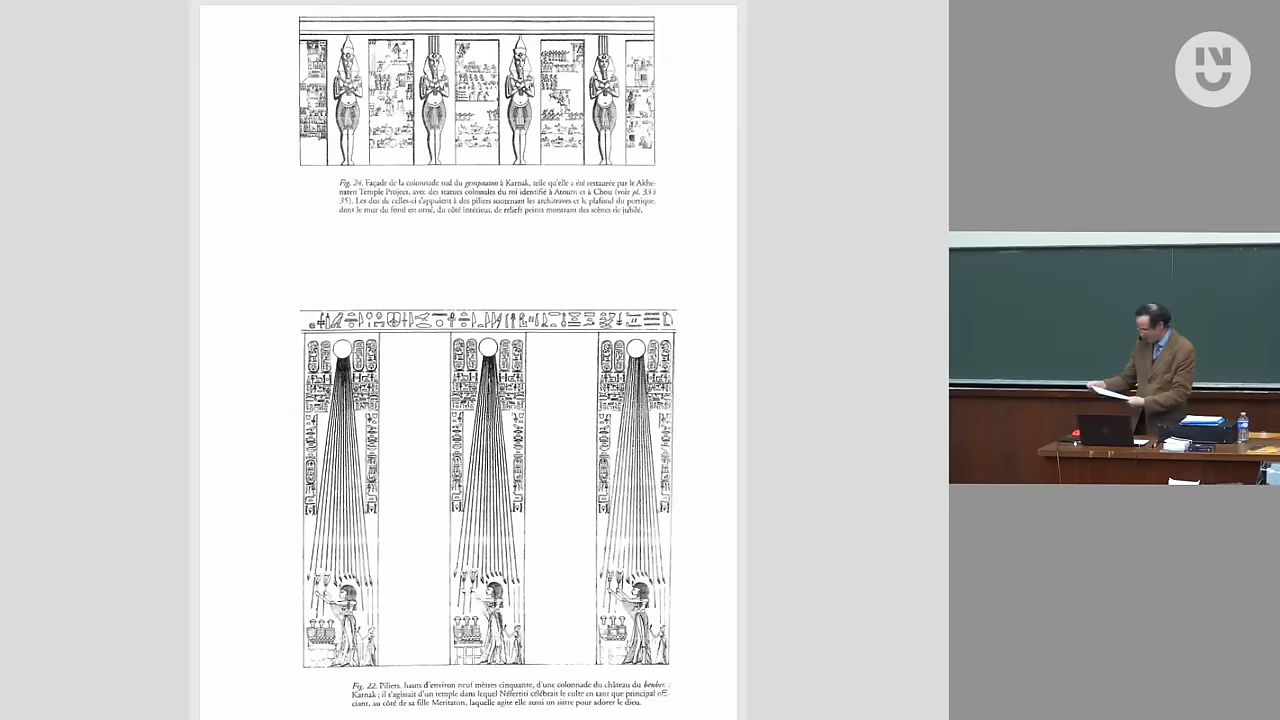 Fig. 24. Façade de la colonnade sud du gempaaton à Karnak, telle qu'elle a été restaurée par le Akhe-
naten Temple Project, avec des statues colossales du roi identifié à Atoum et à Chou (voir pl. 33 à
35). Les dos de celles-ci s'appuient à des piliers soutenant les architraves et le plafond du portique,
dont le mur du fond est orné, du côté intérieur, de reliefs peints montrant des scènes de jubilé.
Fig. 22. Piliers, hauts d'environ neuf mètres cinquante, d'une colonnade du château du benben,
Karnak ; il s'agissait d'un temple dans lequel Néfertiti célébrait le culte en tant que principal offi-
ciant, au côté de sa fille Meritaton, laquelle agite elle aussi un sistre pour adorer le dieu.